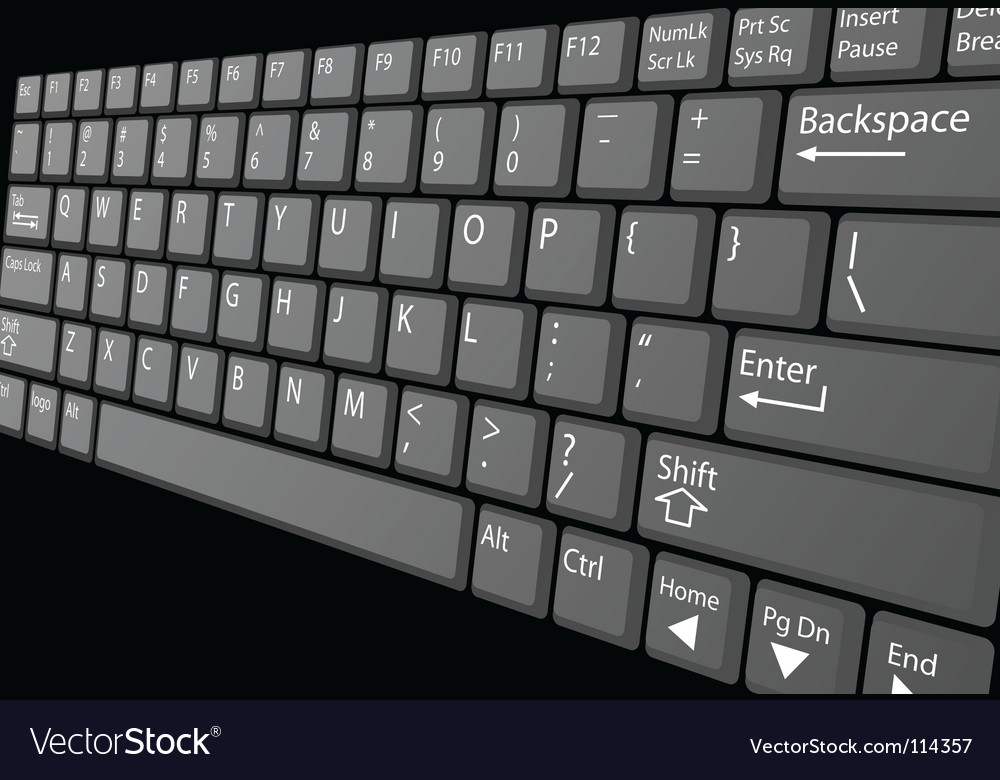 Esc F1 F2 F3 F4 F5 F6 F7 F8 F9 F10 F11 F12 NumLk Prt Sc Insert
Scr Lk Sys Rq Pause
~ ! @ # $ % ^ & * ( ) — + Backspace
` 1 2 3 4 5 6 7 8 9 0 - =
Tab Q W E R T Y U I O P { } |
\
Caps Lock A S D F G H J K L : “ Enter
; ,
Shift Z X C V B N M < > ? Shift
, . /
logo Alt Alt Ctrl Home Pg Dn End
VectorStock®
VectorStock.com/114357